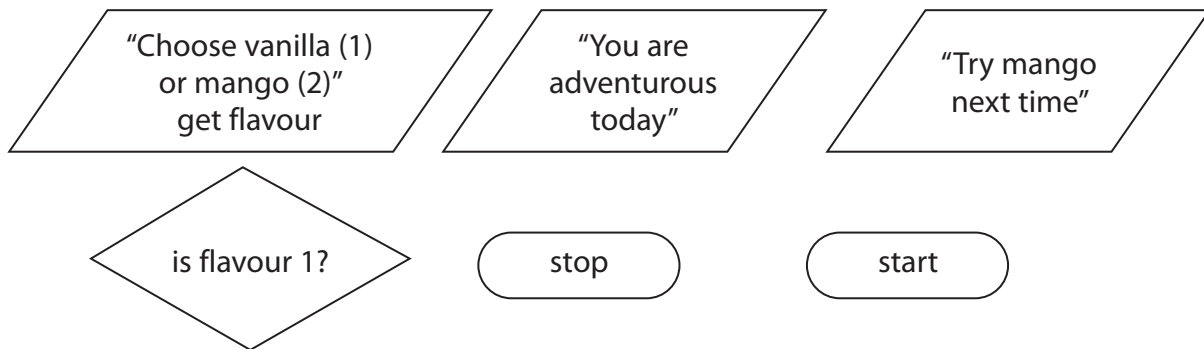 “Choose vanilla (1)
or mango (2)”
get flavour
“You are
adventurous
today”
“Try mango
next time”
is flavour 1?
stop
start